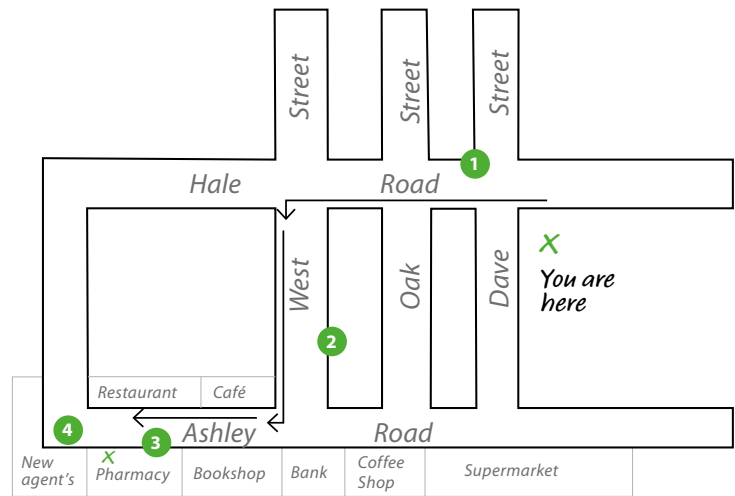 Street
Street
Street
1
Hale Road
X
You are
here
West
Oak
Dave
2
Restaurant
Café
4
3
Ashley Road
New
agent's
X
Pharmacy
Bookshop
Bank
Coffee
Shop
Supermarket